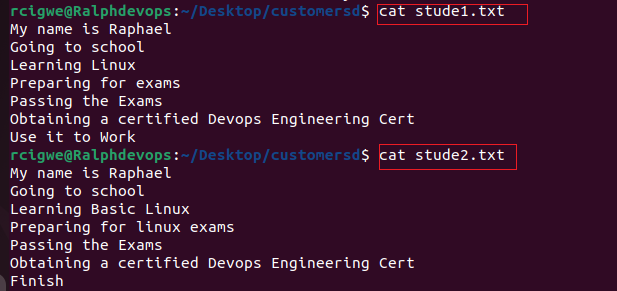 rcigwe@Ralphdevops:~/Desktop/customersd$ cat stude1.txt
My name is Raphael
Going to school
Learning Linux
Preparing for exams
Passing the Exams
Obtaining a certified Devops Engineering Cert
Use it to Work
rcigwe@Ralphdevops:~/Desktop/customersd$ cat stude2.txt
My name is Raphael
Going to school
Learning Basic Linux
Preparing for linux exams
Passing the Exams
Obtaining a certified Devops Engineering Cert
Finish